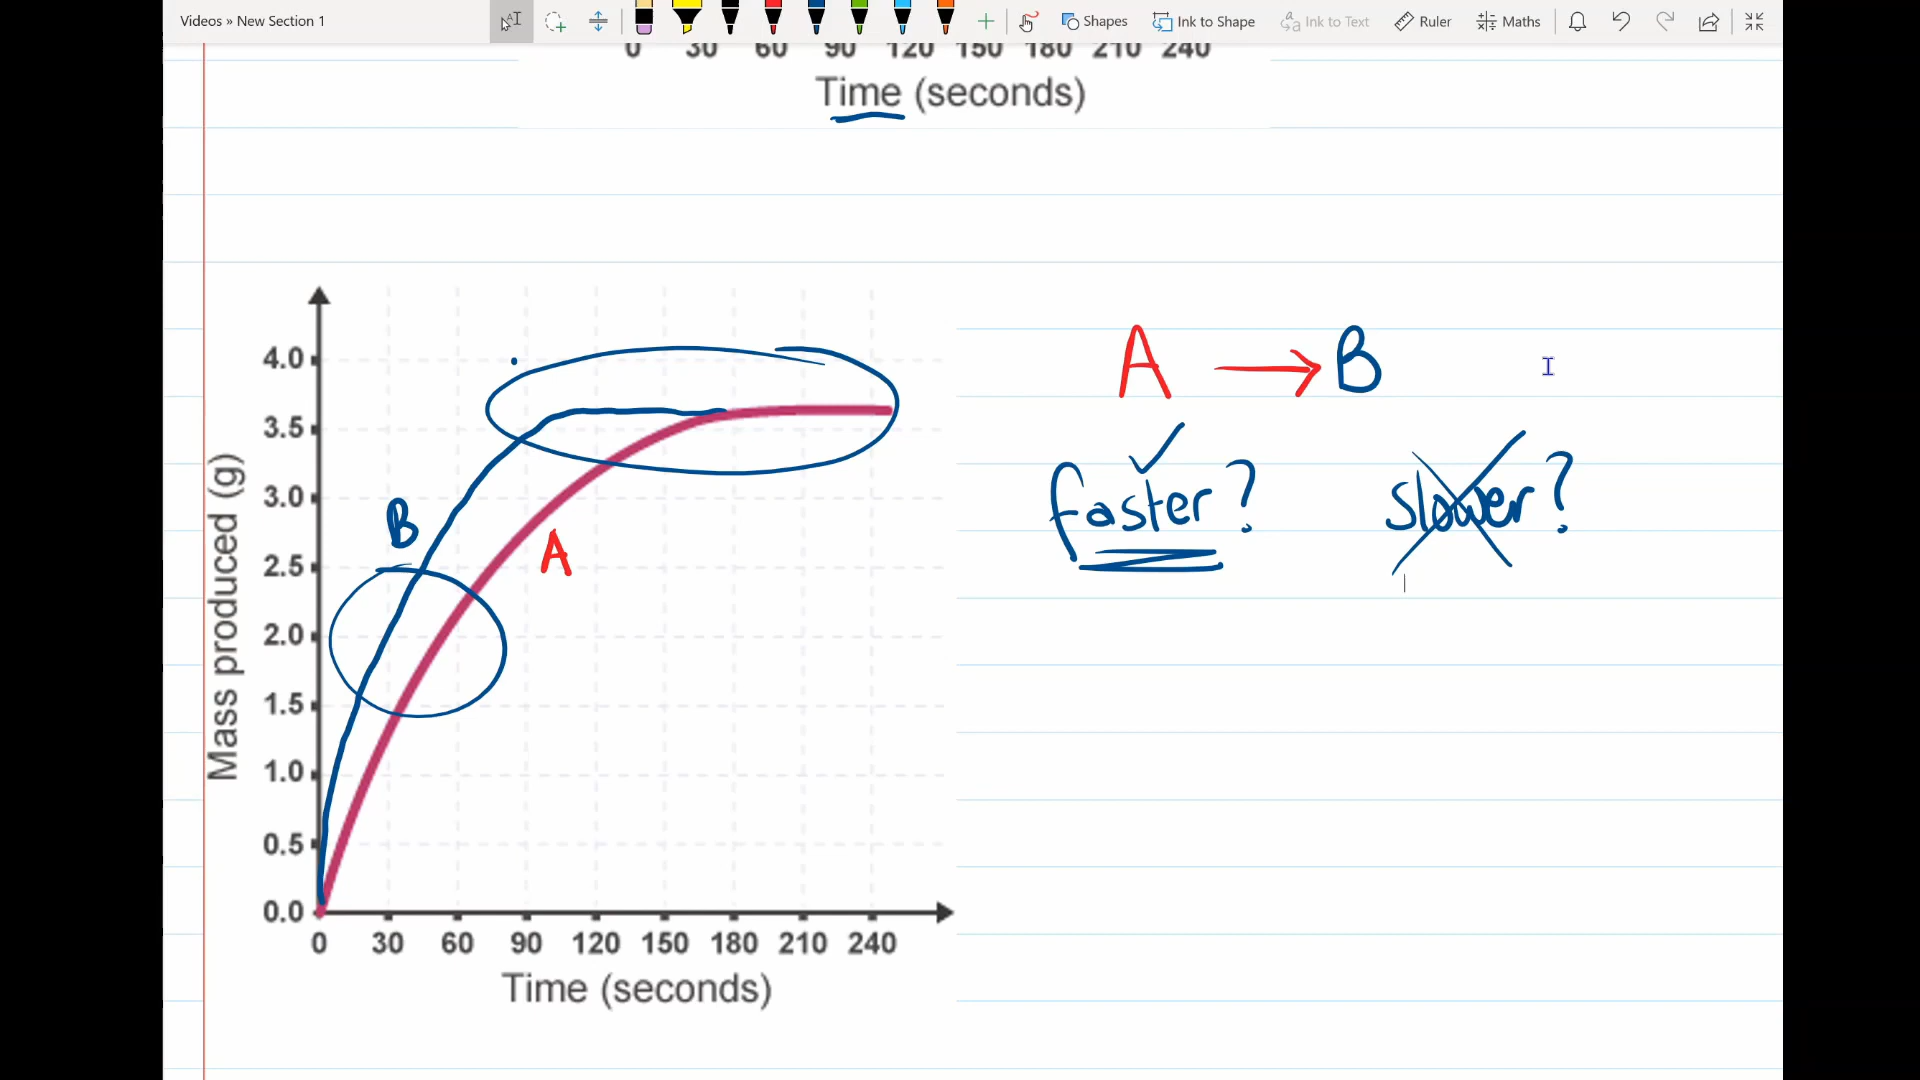 Videos » New Section 1
Shapes
Ink to Shape
Ink to Text
Ruler
Maths
0 30 60 90 120 150 180 210 240
Time (seconds)
4.0
3.5
3.0
2.5
2.0
1.5
1.0
0.5
0.0
Mass produced (g)
B
A
0 30 60 90 120 150 180 210 240
Time (seconds)
A → B
faster? slower?